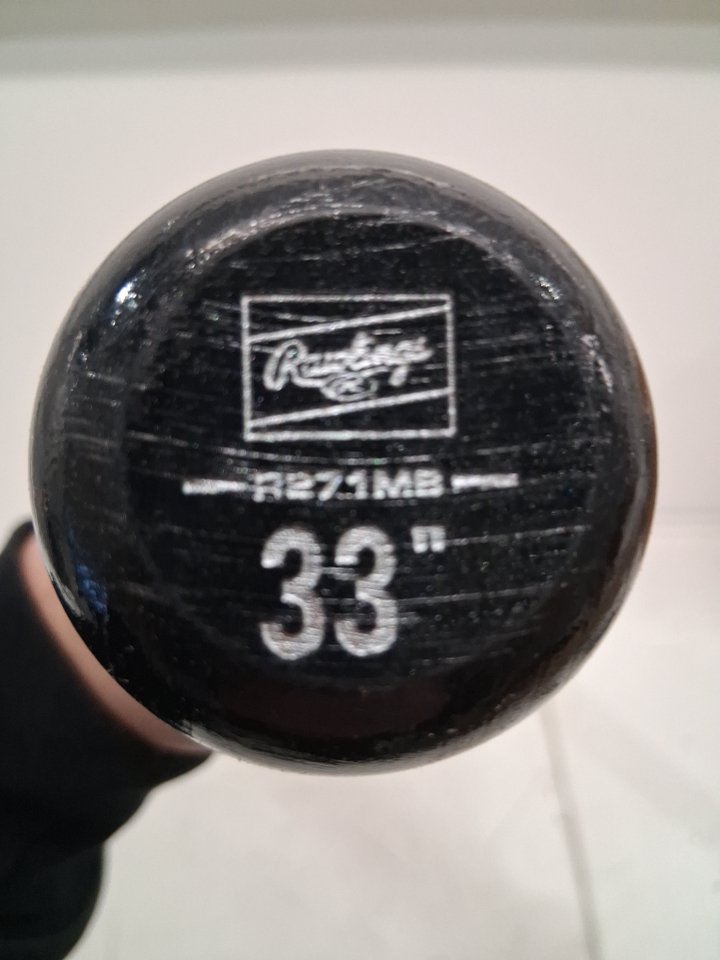 Rawlings
R
R271MB
33"